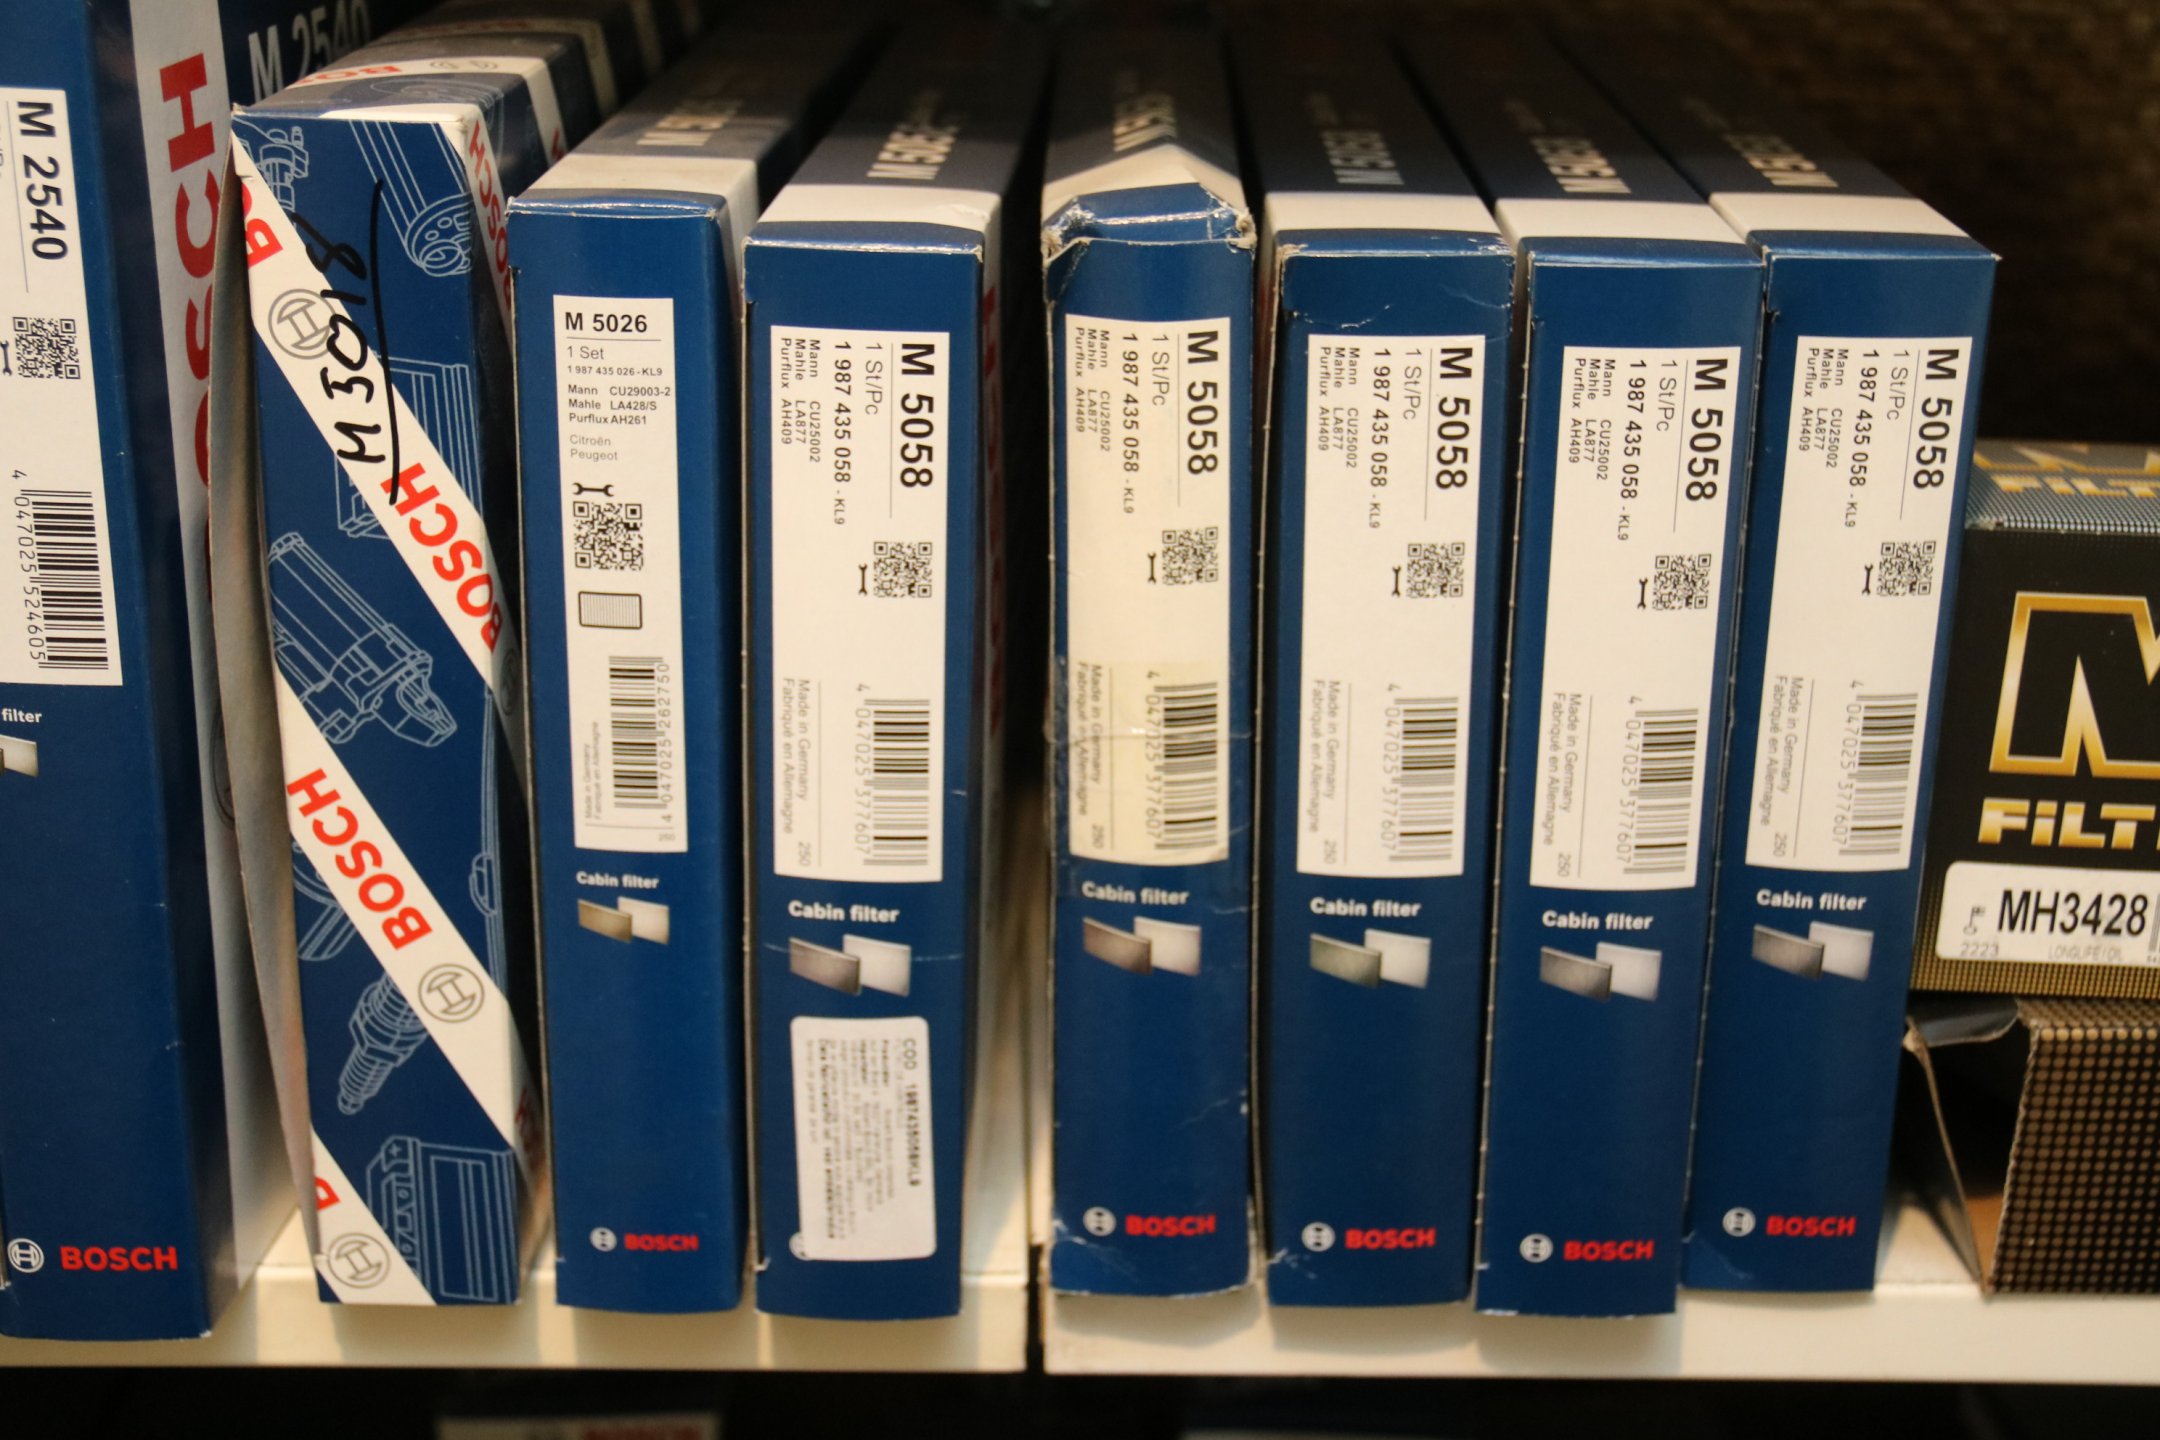 M 2540
M 2540
4 047025 524605
filter
BOSCH
BOSCH
BOSCH
M5018
BOSCH
BOSCH
M 5026
1 Set
1 987 435 026 - KL9
Mann CU29003-2
Mahle LA428/S
Purflux AH261
Citroën
Peugeot
4 047025 262750
Made in Germany
Fabriqué en Allemagne
Cabin filter
BOSCH
M 5058
1 St/Pc
1 987 435 058 - KL9
Mann CU25002
Mahle LA877
Purflux AH409
4 047025 377607
Made in Germany
Fabriqué en Allemagne 250
Cabin filter
COD 1987435058KL9
M 5058
1 St/Pc
1 987 435 058 - KL9
Mann CU25002
Mahle LA877
Purflux AH409
4 047025 377607
Made in Germany
Fabriqué en Allemagne 250
Cabin filter
BOSCH
M 5058
1 St/Pc
1 987 435 058 - KL9
Mann CU25002
Mahle LA877
Purflux AH409
4 047025 377607
Made in Germany
Fabriqué en Allemagne 250
Cabin filter
BOSCH
M 5058
1 St/Pc
1 987 435 058 - KL9
Mann CU25002
Mahle LA877
Purflux AH409
4 047025 377607
Made in Germany
Fabriqué en Allemagne 250
Cabin filter
BOSCH
M 5058
1 St/Pc
1 987 435 058 - KL9
Mann CU25002
Mahle LA877
Purflux AH409
4 047025 377607
Made in Germany
Fabriqué en Allemagne 250
Cabin filter
BOSCH
FiLT
MH3428
2223